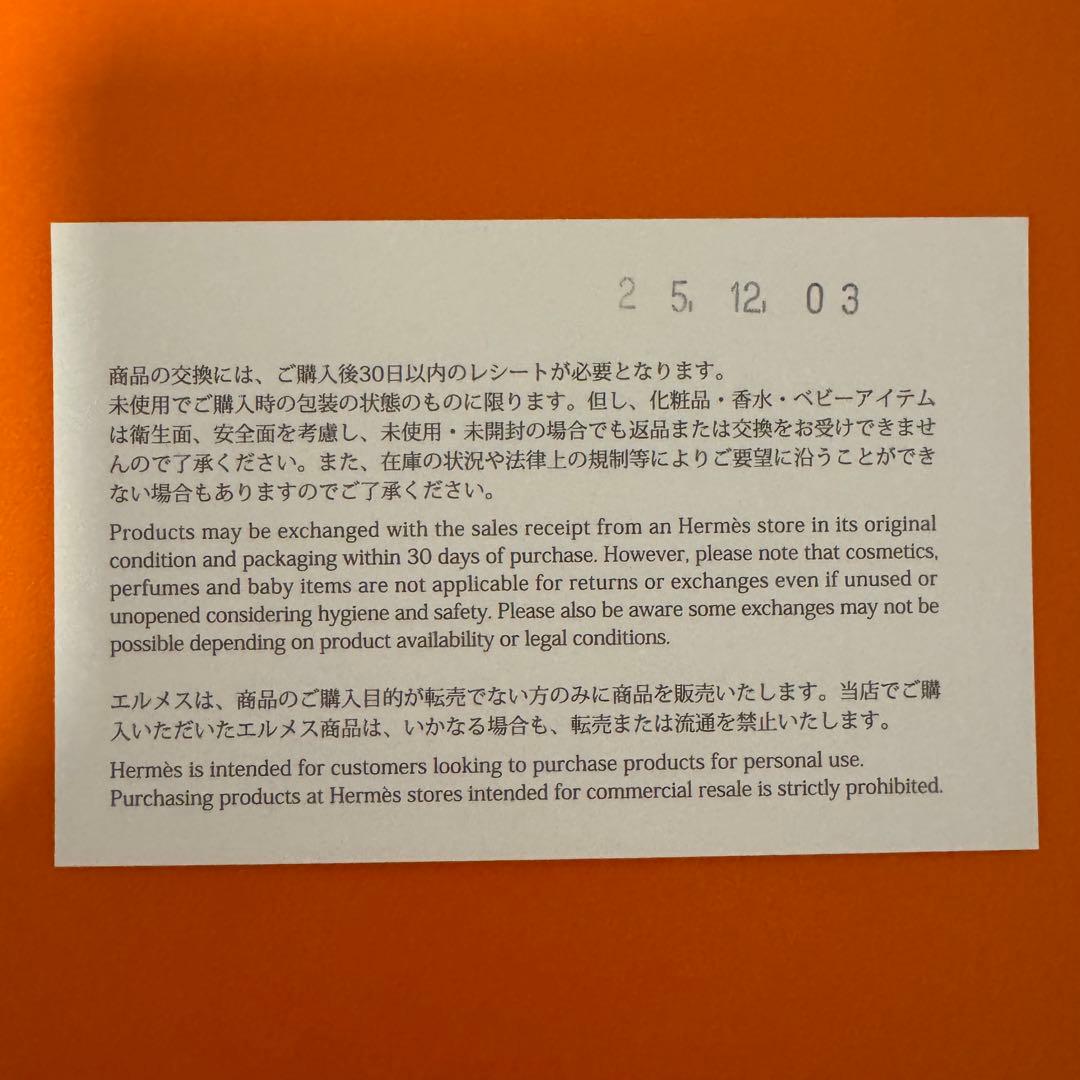 25. 12. 03
商品の交換には、ご購入後30日以内のレシートが必要となります。
未使用でご購入時の包装の状態のものに限ります。但し、化粧品・香水・ベビーアイテム
は衛生面、安全面を考慮し、未使用・未開封の場合でも返品または交換をお受けできませ
んので了承ください。また、在庫の状況や法律上の規制等によりご要望に沿うことができ
ない場合もありますのでご了承ください。
Products may be exchanged with the sales receipt from an Hermès store in its original
condition and packaging within 30 days of purchase. However, please note that cosmetics,
perfumes and baby items are not applicable for returns or exchanges even if unused or
unopened considering hygiene and safety. Please also be aware some exchanges may not be
possible depending on product availability or legal conditions.
エルメスは、商品のご購入目的が転売でない方のみに商品を販売いたします。当店でご購
入いただいたエルメス商品は、いかなる場合も、転売または流通を禁止いたします。
Hermès is intended for customers looking to purchase products for personal use.
Purchasing products at Hermès stores intended for commercial resale is strictly prohibited.